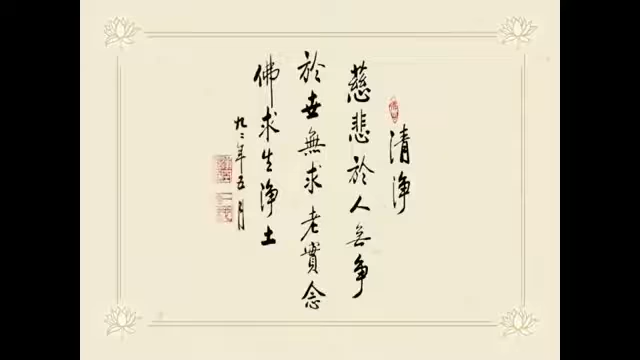 清淨
慈悲於人无爭
於世無求老實念
佛求生淨土
九二年五月